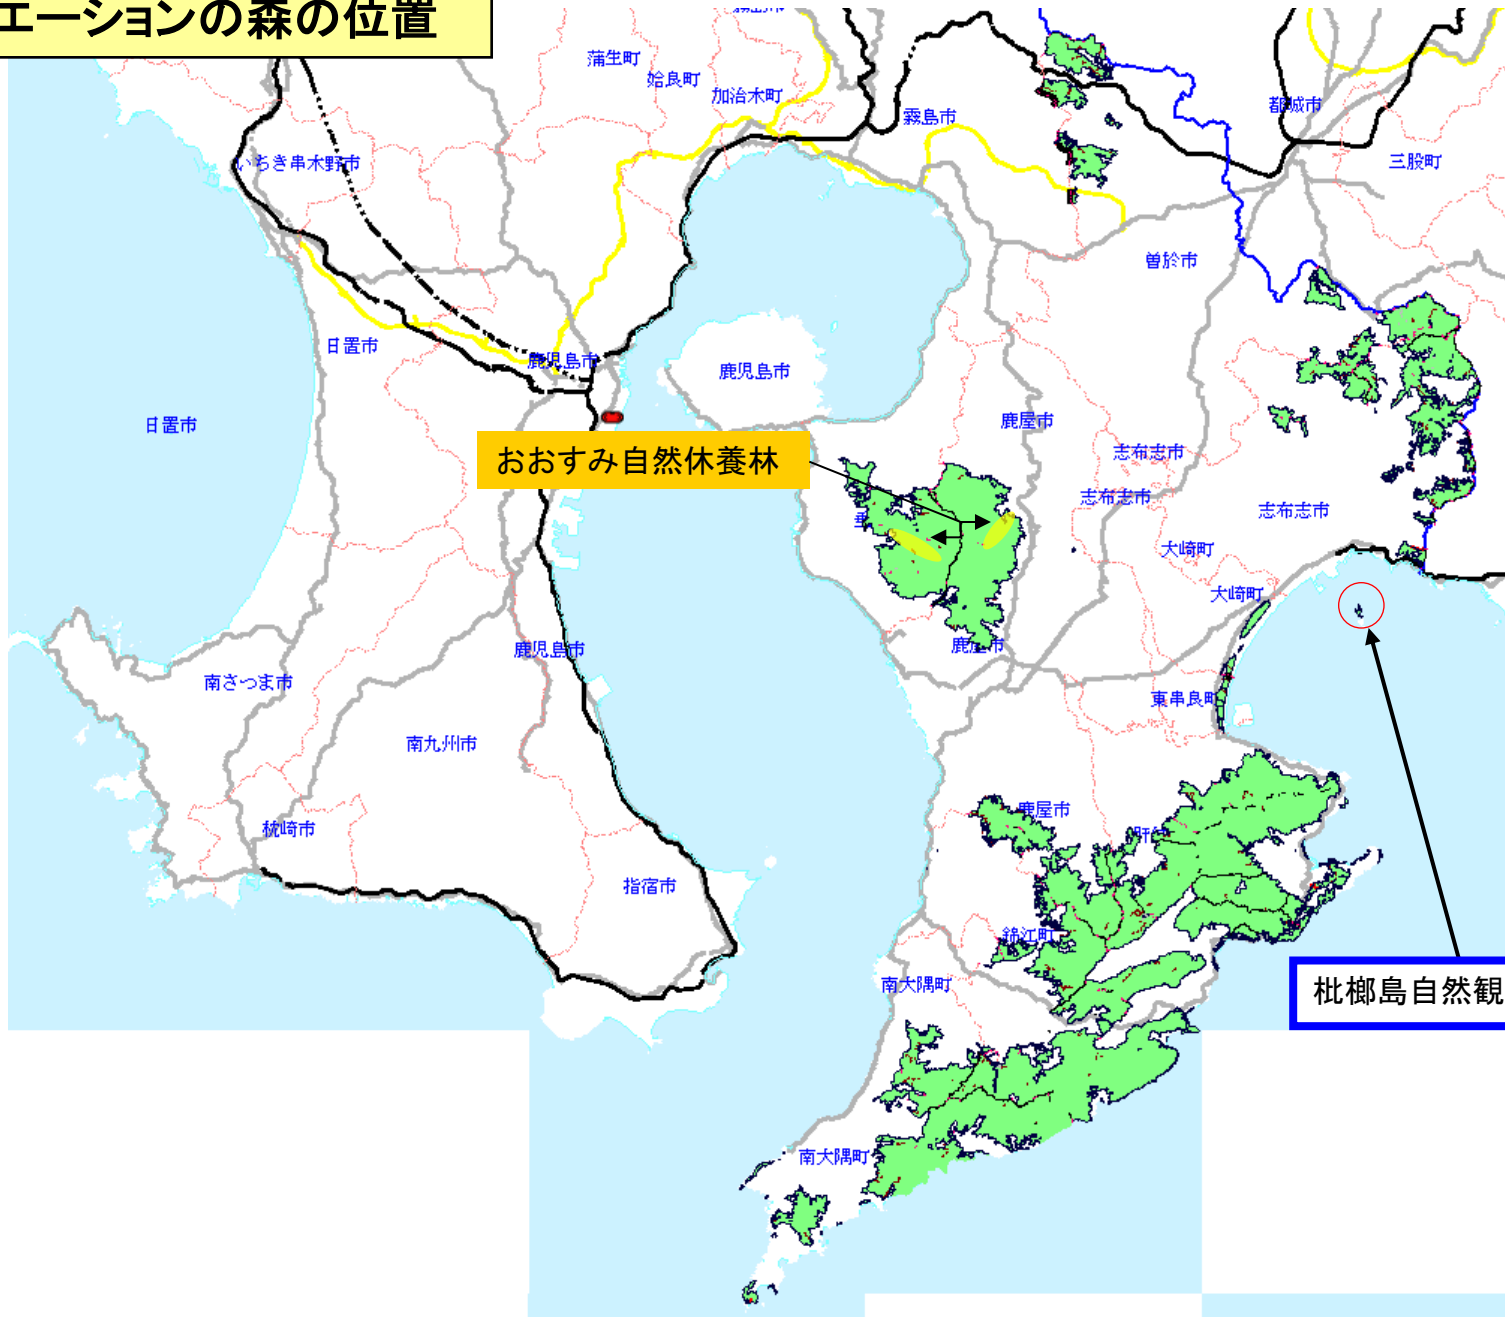 エーションの森の位置
蒲生町
姶良町
加治木町
霧島市
都城市
三股町
いちき串木野市
曽於市
日置市
鹿児島市
鹿児島市
日置市
鹿屋市
志布志市
おおすみ自然休養林
志布志市
志布志市
垂
大崎町
大崎町
鹿児島市
鹿屋市
南さつま市
東串良町
南九州市
鹿屋市
肝付
枕崎市
指宿市
錦江町
南大隅町
枇榔島自然観
南大隅町